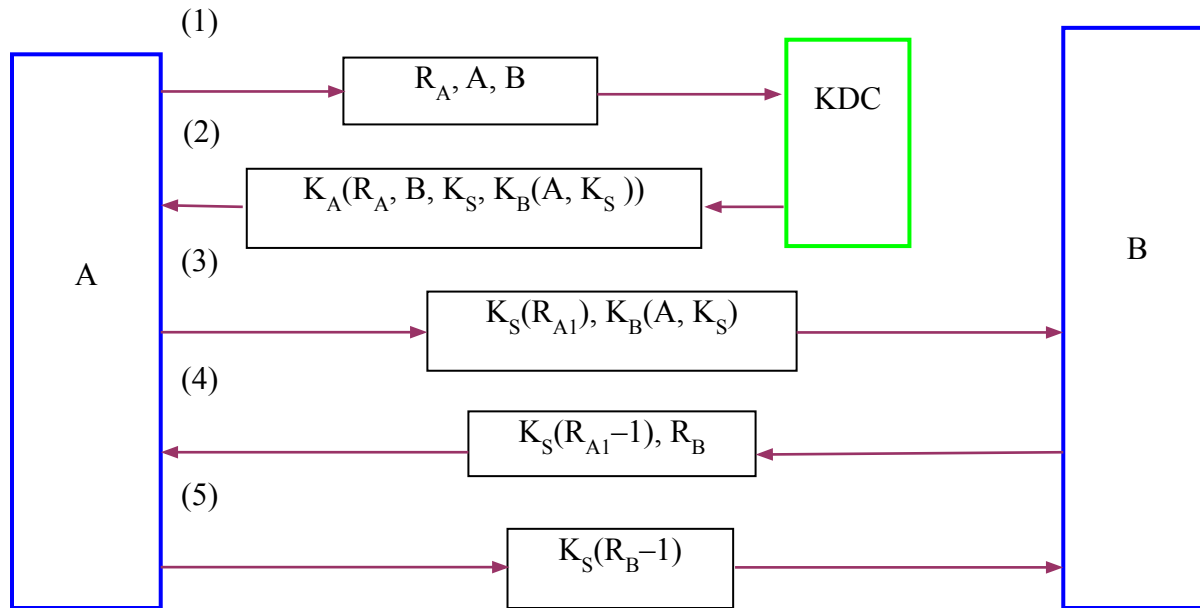 (1)
R_A, A, B
KDC
(2)
K_A(R_A, B, K_S, K_B(A, K_S ))
A
B
(3)
K_S(R_A1), K_B(A, K_S)
(4)
K_S(R_A1–1), R_B
(5)
K_S(R_B–1)